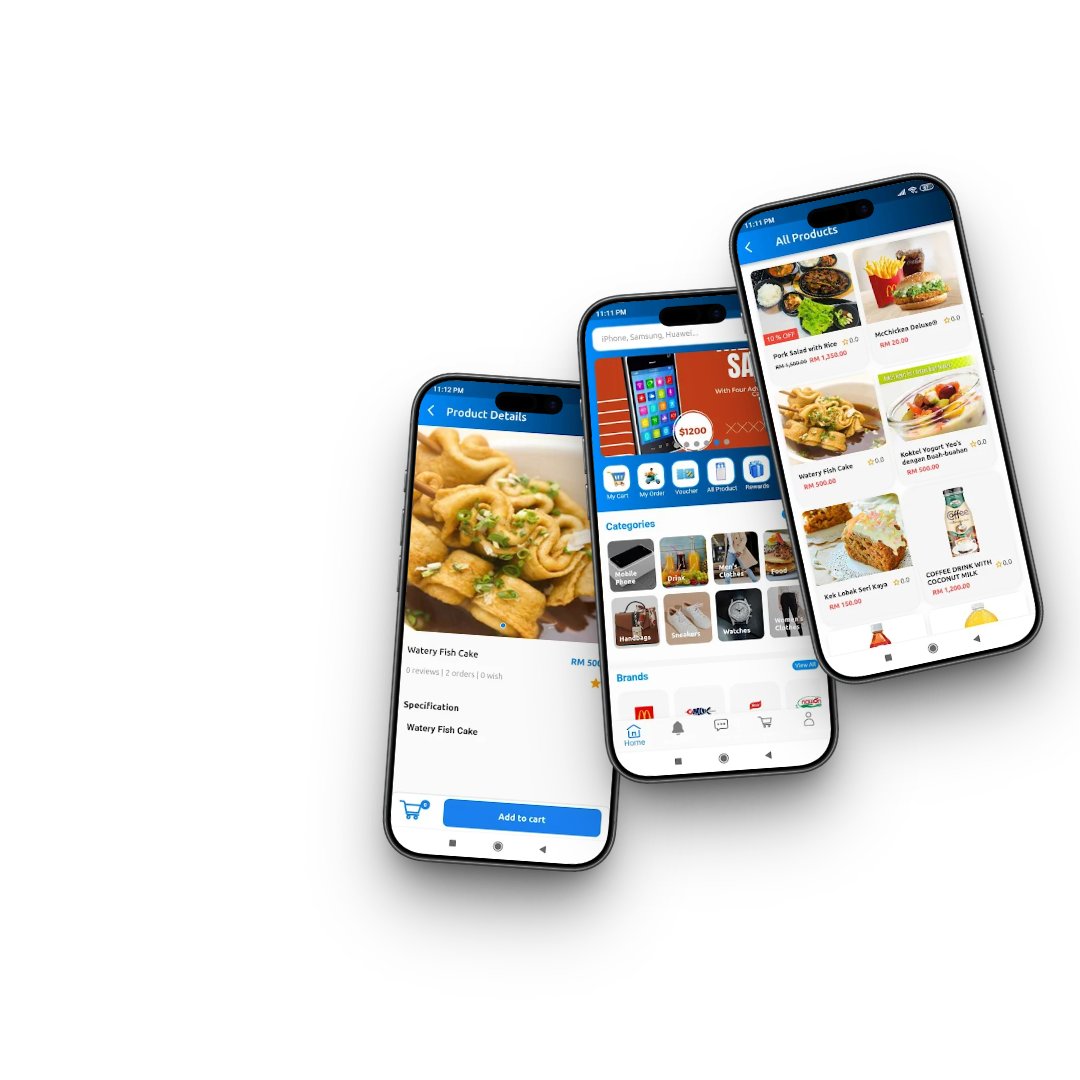 11:12 PM
Product Details
Watery Fish Cake
RM 500
0 reviews | 2 orders | 0 wish
Specification
Watery Fish Cake
0
Add to cart
11:11 PM
iPhone, Samsung, Huawei...
SA
With Four
$1200
My Cart
My Order
Voucher
All Product
Rewards
Categories
Mobile
Phone
Drink
Men's
Clothes
Food
Handbags
Sneakers
Watches
Women's
Clothes
Brands
View All
Home
11:11 PM
All Products
10 % OFF
Pork Salad with Rice
0.0
RM 1,500.00 RM 1,350.00
McChicken Deluxe®
0.0
RM 20.00
Watery Fish Cake
0.0
RM 500.00
Koktel Yogurt Yeo's
dengan Buah-buahan
0.0
RM 500.00
Kek Lobak Seri Kaya
0.0
RM 150.00
Coffee
COFFEE DRINK WITH
COCONUT MILK
0.0
RM 1,200.00